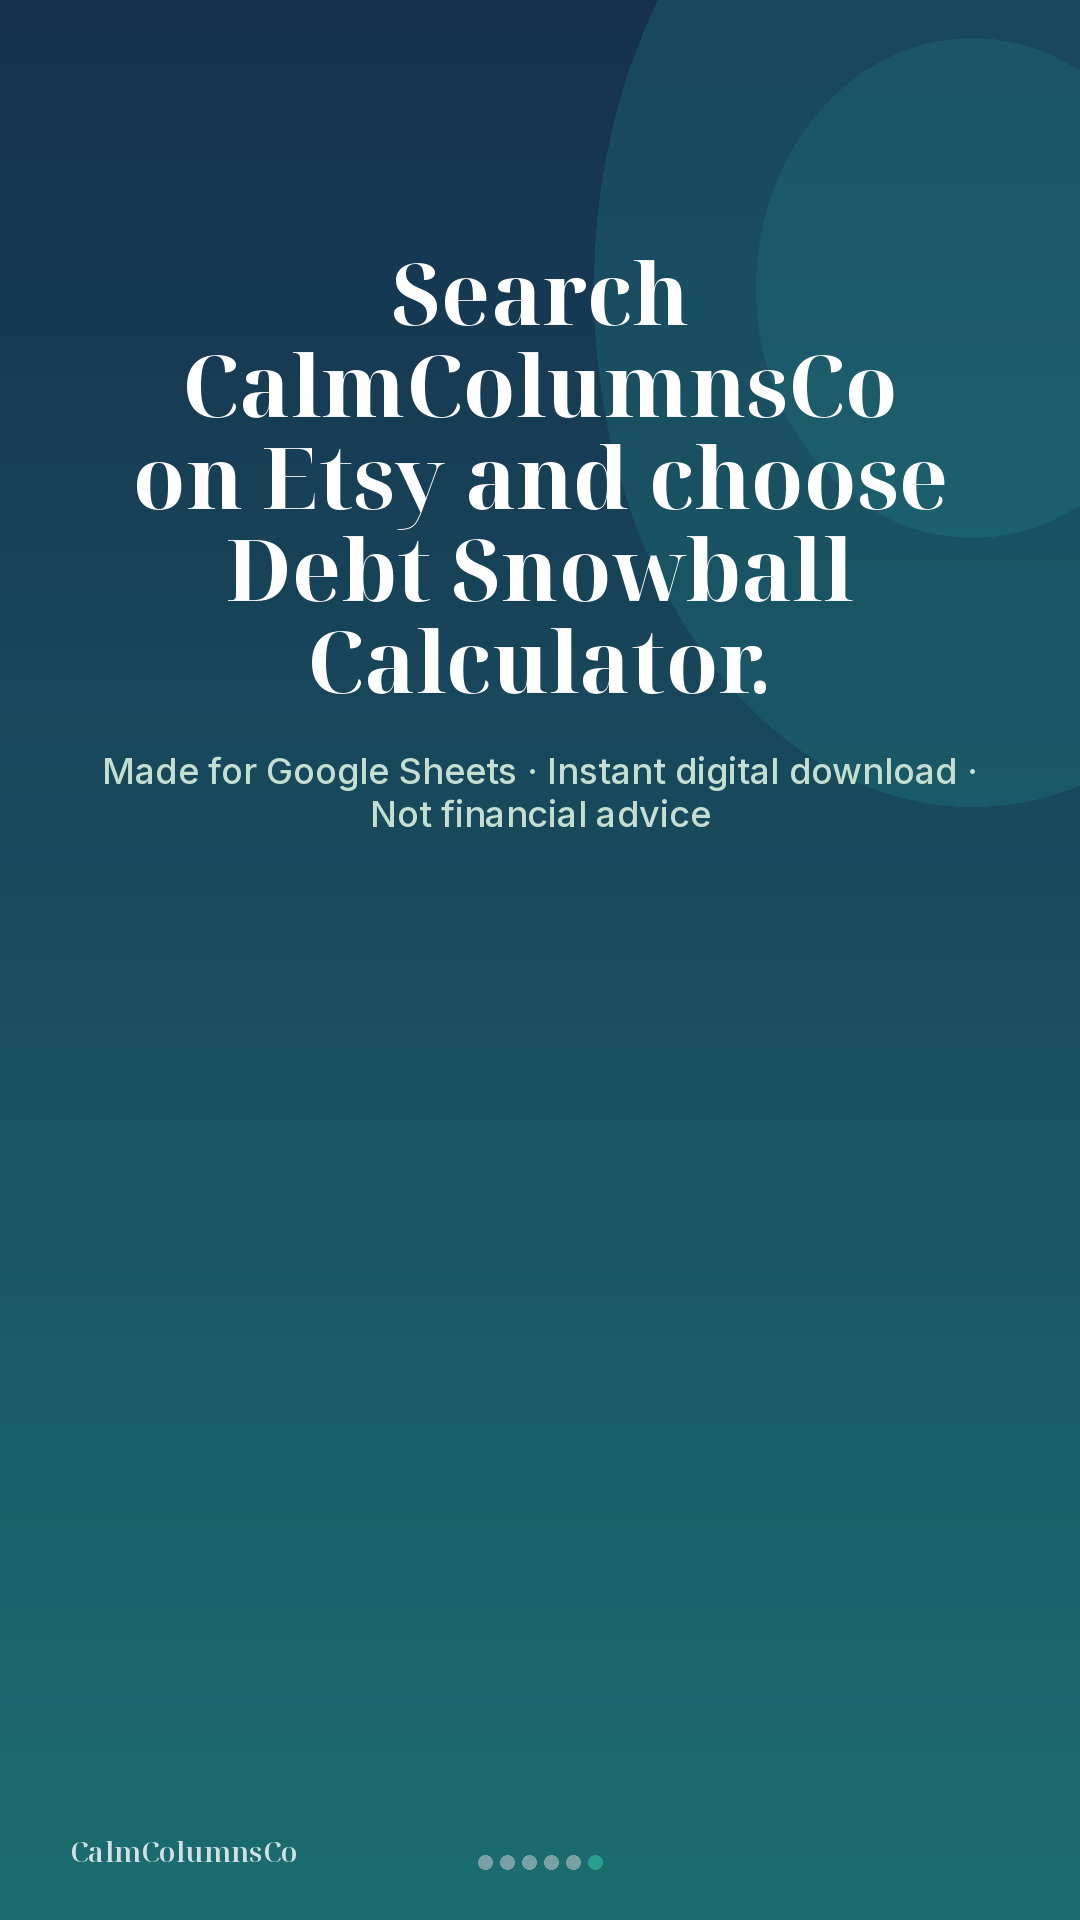 Search
CalmColumnsCo
on Etsy and choose
Debt Snowball
Calculator.
Made for Google Sheets · Instant digital download ·
Not financial advice
CalmColumnsCo